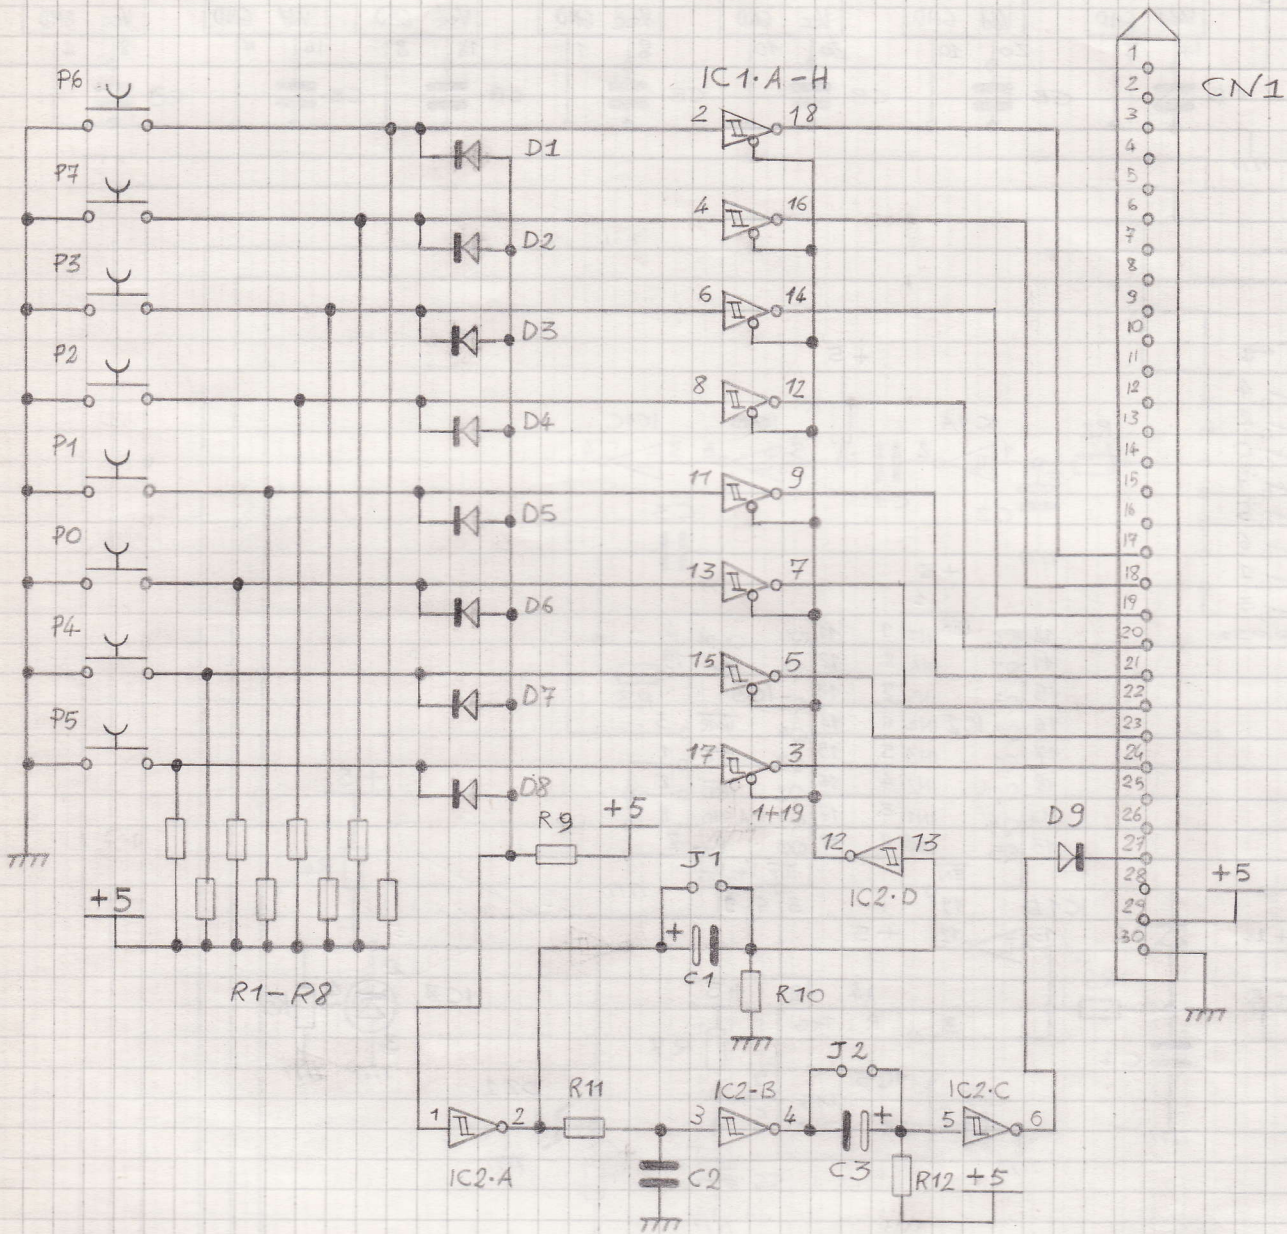 P6
IC1·A-H
CN1
2
18
D1
P7
4
16
D2
P3
6
14
D3
P2
8
12
D4
P1
11
9
D5
P0
13
7
D6
P4
15
5
D7
P5
17
3
D8
1+19
1
2
3
4
5
6
7
8
9
10
11
12
13
14
15
16
17
18
19
20
21
22
23
24
25
26
27
28
29
30
R9
+5
12
13
IC2·D
D9
+5
J1
+
C1
R10
+5
R1-R8
1
2
IC2·A
R11
C2
IC2-B
3
4
J2
+
C3
IC2·C
5
6
R12
+5